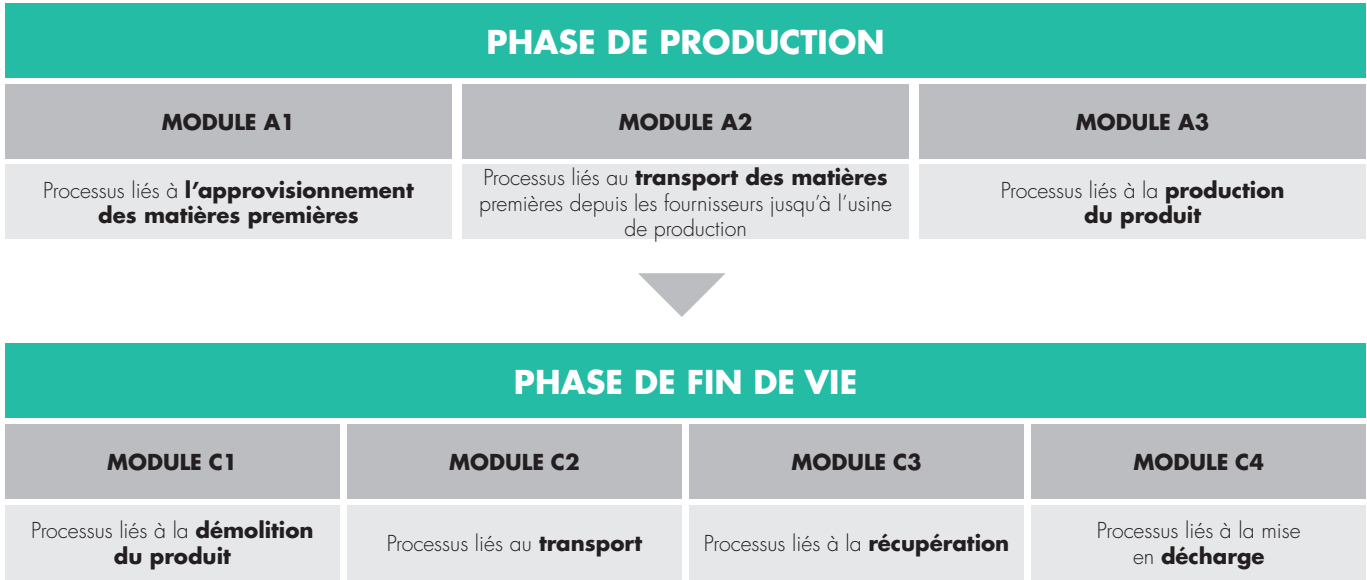 PHASE DE PRODUCTION
MODULE A1
MODULE A2
MODULE A3
Processus liés à l’approvisionnement
des matières premières
Processus liés au transport des matières
premières depuis les fournisseurs jusqu’à l’usine
de production
Processus liés à la production
du produit
PHASE DE FIN DE VIE
MODULE C1
MODULE C2
MODULE C3
MODULE C4
Processus liés à la démolition
du produit
Processus liés au transport
Processus liés à la récupération
Processus liés à la mise
en décharge